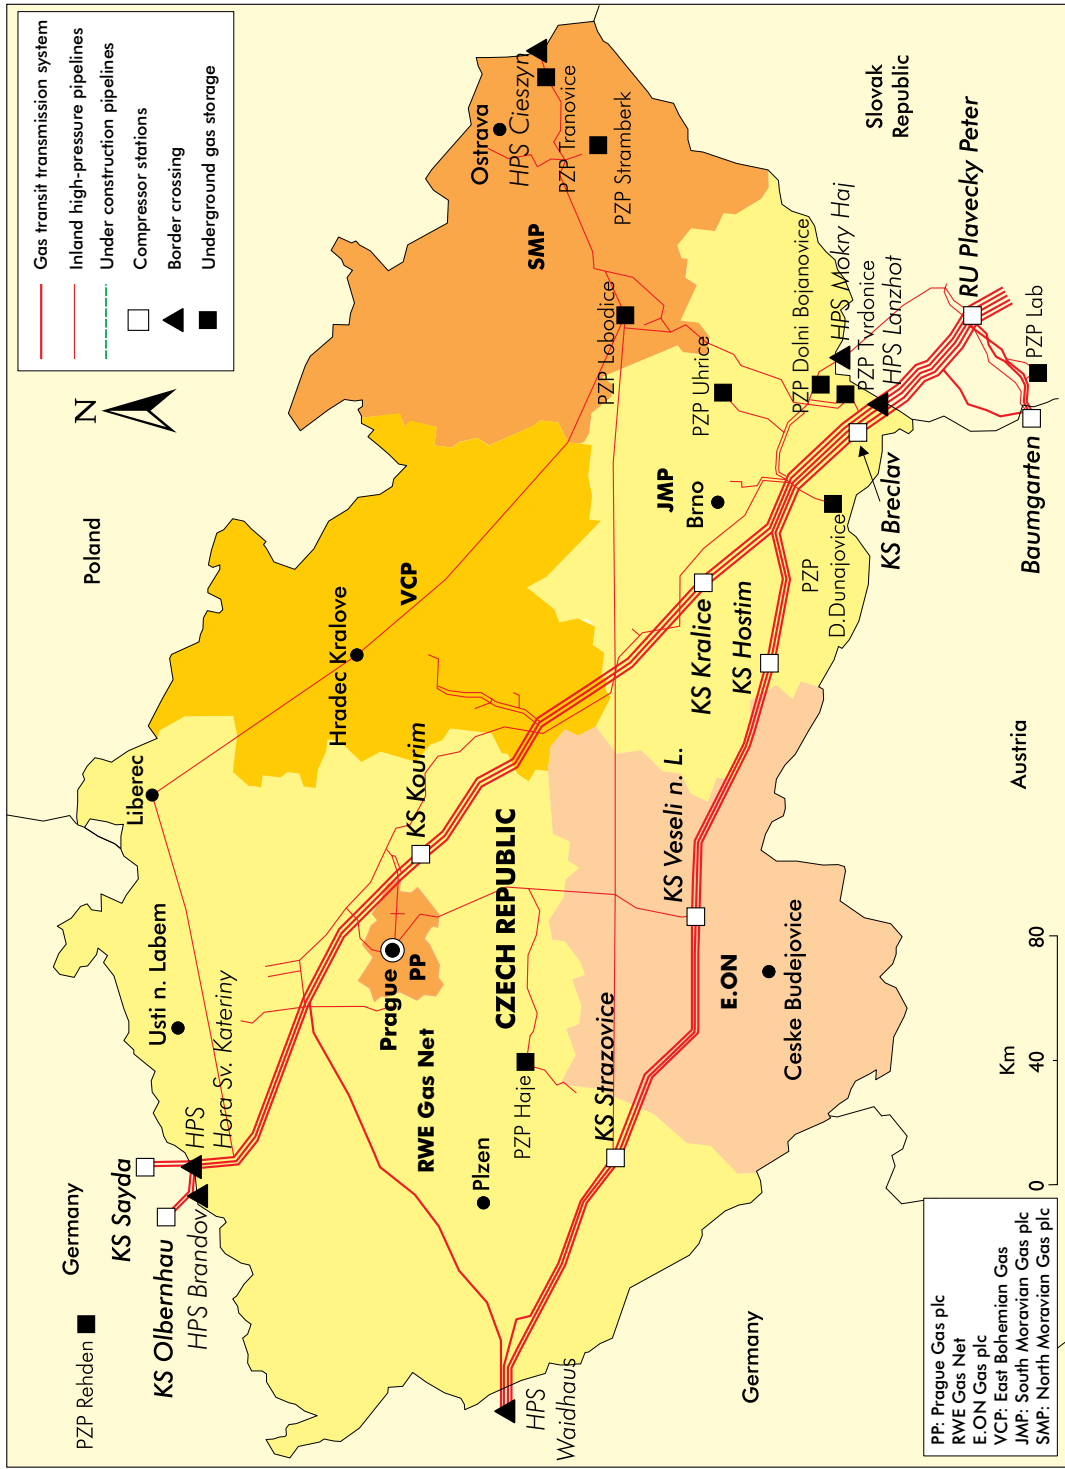 Gas transit transmission system
Inland high-pressure pipelines
Under construction pipelines
Compressor stations
Border crossing
Underground gas storage
N
Poland
Germany
PZP Rehden
KS Sayda
KS Olbernhau
HPS Brandov
HPS
Hora Sv. Kateriny
Usti n. Labem
Liberec
Hradec Kralove
VCP
KS Kourim
Prague
PP
RWE Gas Net
CZECH REPUBLIC
PZP Haje
Plzen
HPS
Waidhaus
KS Strazovice
KS Veseli n. L.
E.ON
Ceske Budejovice
Ostrava
HPS Cieszyn
PZP Tranovice
PZP Stramberk
SMP
PZP Lobodice
PZP Uhrice
JMP
Brno
KS Kralice
KS Hostim
PZP
D.Dunajovice
PZP Dolni Bojanovice
HPS Mokry Haj
PZP Tvrdonice
HPS Lanzhot
KS Breclav
RU Plavecky Peter
PZP Lab
Baumgarten
Slovak
Republic
Austria
Germany
Km
0
40
80
PP: Prague Gas plc
RWE Gas Net
E.ON Gas plc
VCP: East Bohemian Gas
JMP: South Moravian Gas plc
SMP: North Moravian Gas plc